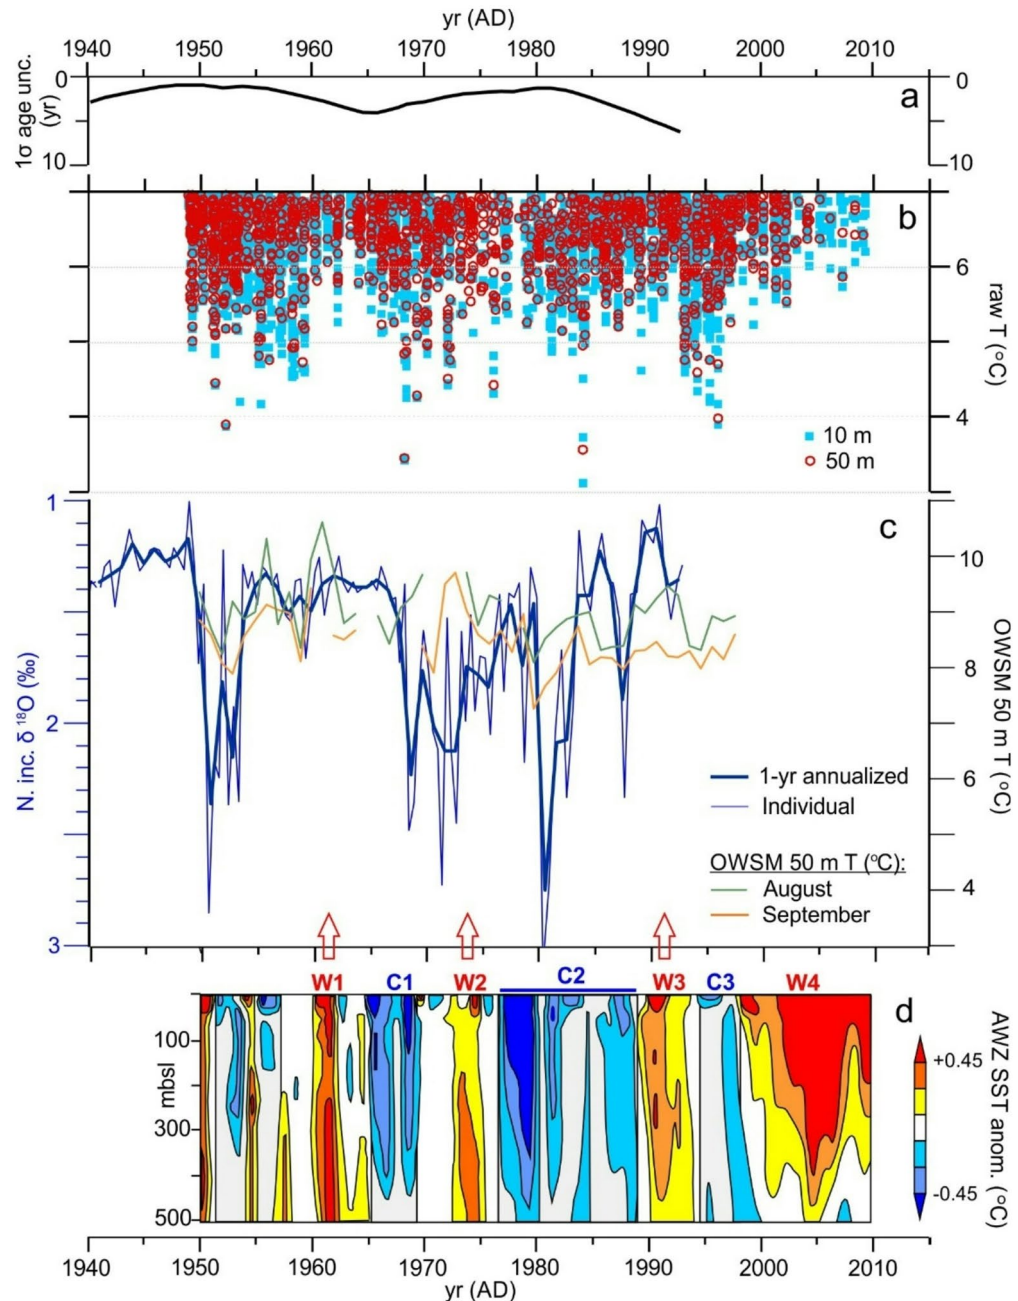 yr (AD)
1940 1950 1960 1970 1980 1990 2000 2010
1σ age unc.
(yr)
0
10
a
0
10
b
6
4
raw T (°C)
10 m
50 m
1
2
3
N. inc. δ ¹⁸O (‰)
c
10
8
6
4
OWSM 50 m T (°C)
1-yr annualized
Individual
OWSM 50 m T (°C):
August
September
W1 C1 W2 C2 W3 C3 W4
100
300
500
mbsl
d
AWZ SST anom. (°C)
+0.45
-0.45
1940 1950 1960 1970 1980 1990 2000 2010
yr (AD)